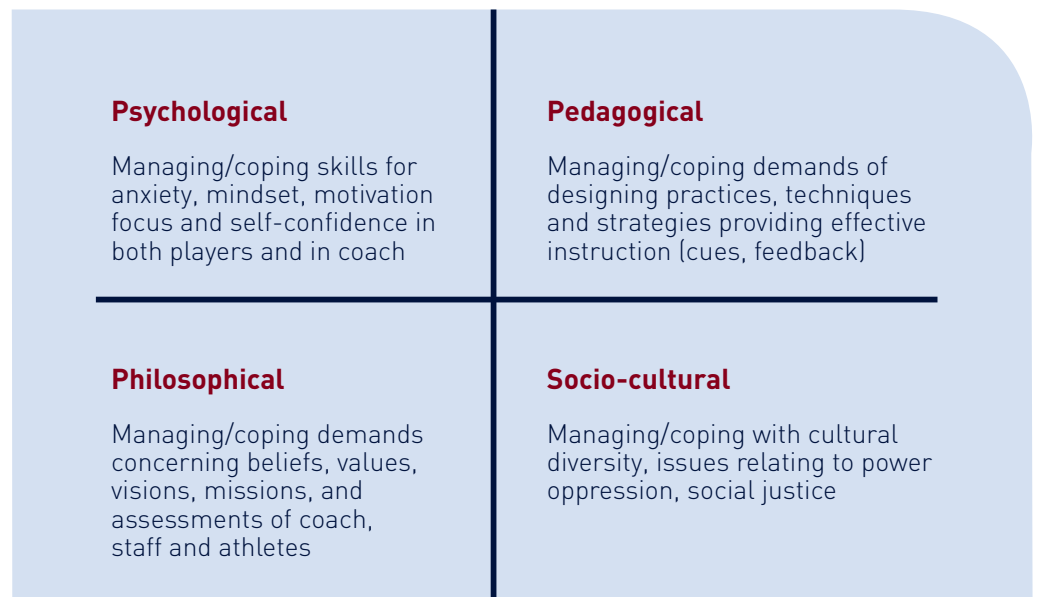 Psychological
Managing/coping skills for
anxiety, mindset, motivation
focus and self-confidence in
both players and in coach
Pedagogical
Managing/coping demands of
designing practices, techniques
and strategies providing effective
instruction (cues, feedback)
Philosophical
Managing/coping demands
concerning beliefs, values,
visions, missions, and
assessments of coach,
staff and athletes
Socio-cultural
Managing/coping with cultural
diversity, issues relating to power
oppression, social justice